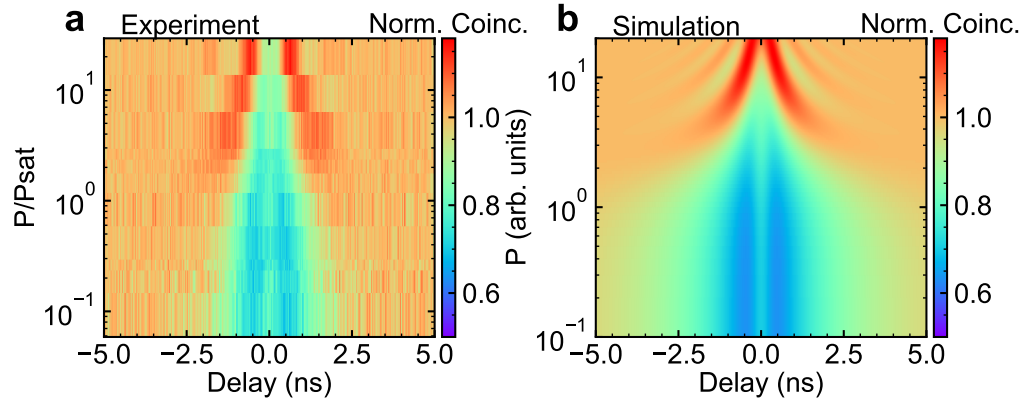 a Experiment Norm. Coinc.
P/Psat
10¹
10⁰
10⁻¹
−5.0 −2.5 0.0 2.5 5.0
Delay (ns)
1.0
0.8
0.6
b Simulation Norm. Coinc.
P (arb. units)
10¹
10⁰
10⁻¹
−5.0 −2.5 0.0 2.5 5.0
Delay (ns)
1.0
0.8
0.6